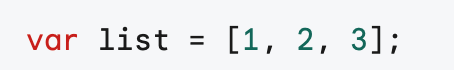 var list = [1, 2, 3];